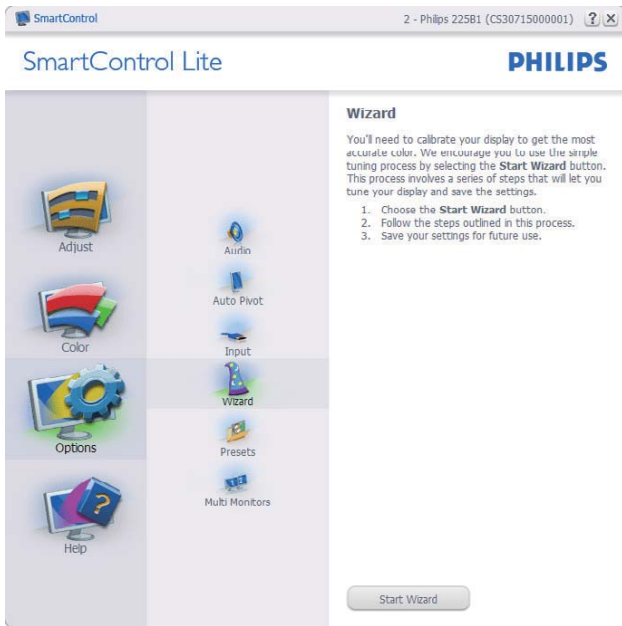 SmartControl
2 - Philips 225B1 (CS30715000001)
?
SmartControl Lite
PHILIPS
Adjust
Color
Options
Help
Audio
Auto Pivot
Input
Wizard
Presets
Multi Monitors
Wizard
You'll need to calibrate your display to get the most
accurate color. We encourage you to use the simple
tuning process by selecting the Start Wizard button.
This process involves a series of steps that will let you
tune your display and save the settings.
1. Choose the Start Wizard button.
2. Follow the steps outlined in this process.
3. Save your settings for future use.
Start Wizard